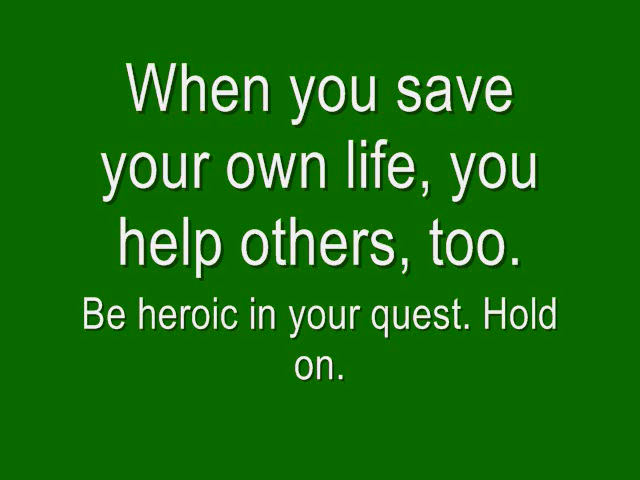 When you save
your own life, you
help others, too.
Be heroic in your quest. Hold
on.